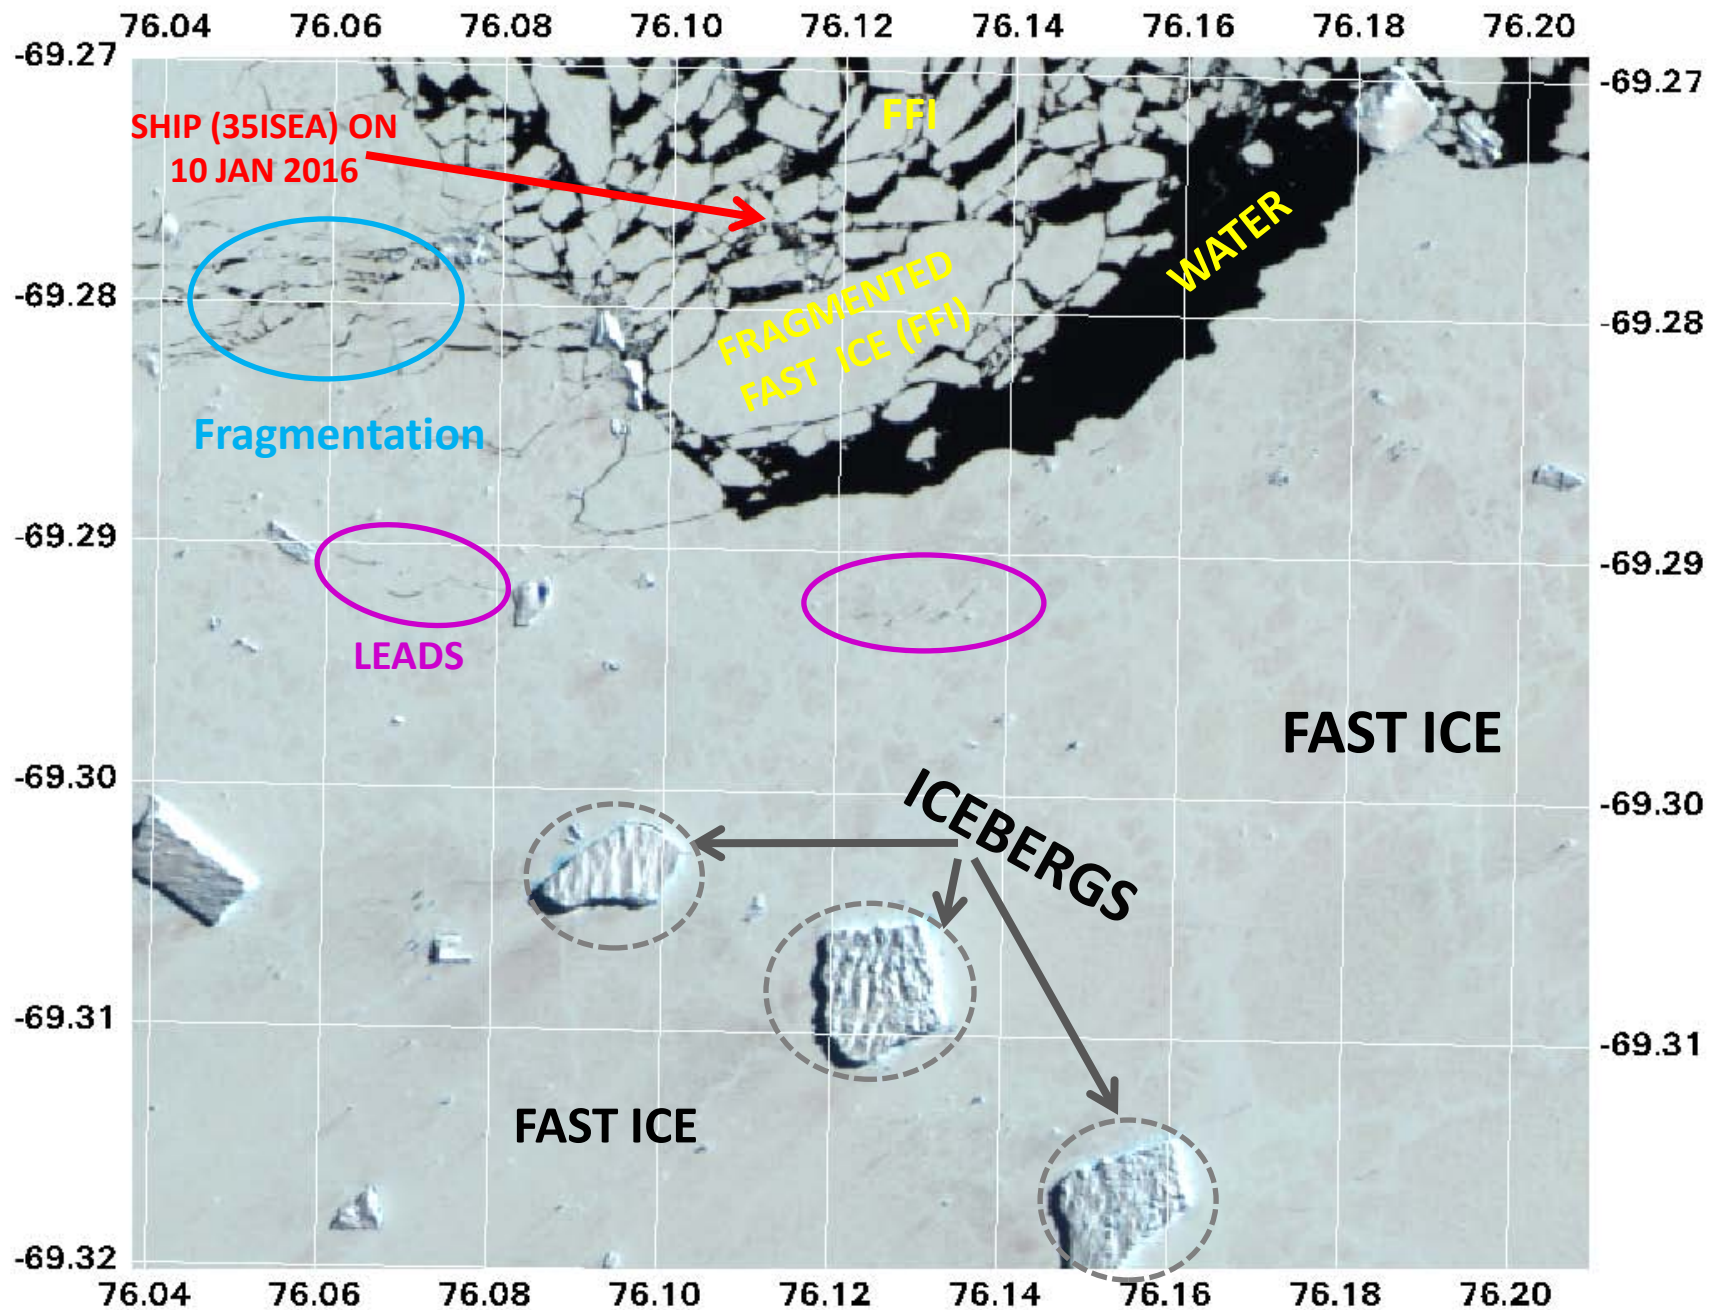 76.04 76.06 76.08 76.10 76.12 76.14 76.16 76.18 76.20
-69.27
-69.27
SHIP (35ISEA) ON
10 JAN 2016
FFI
WATER
FRAGMENTED
FAST ICE (FFI)
-69.28
-69.28
Fragmentation
-69.29
-69.29
LEADS
FAST ICE
-69.30
-69.30
ICEBERGS
-69.31
-69.31
FAST ICE
-69.32
76.04 76.06 76.08 76.10 76.12 76.14 76.16 76.18 76.20